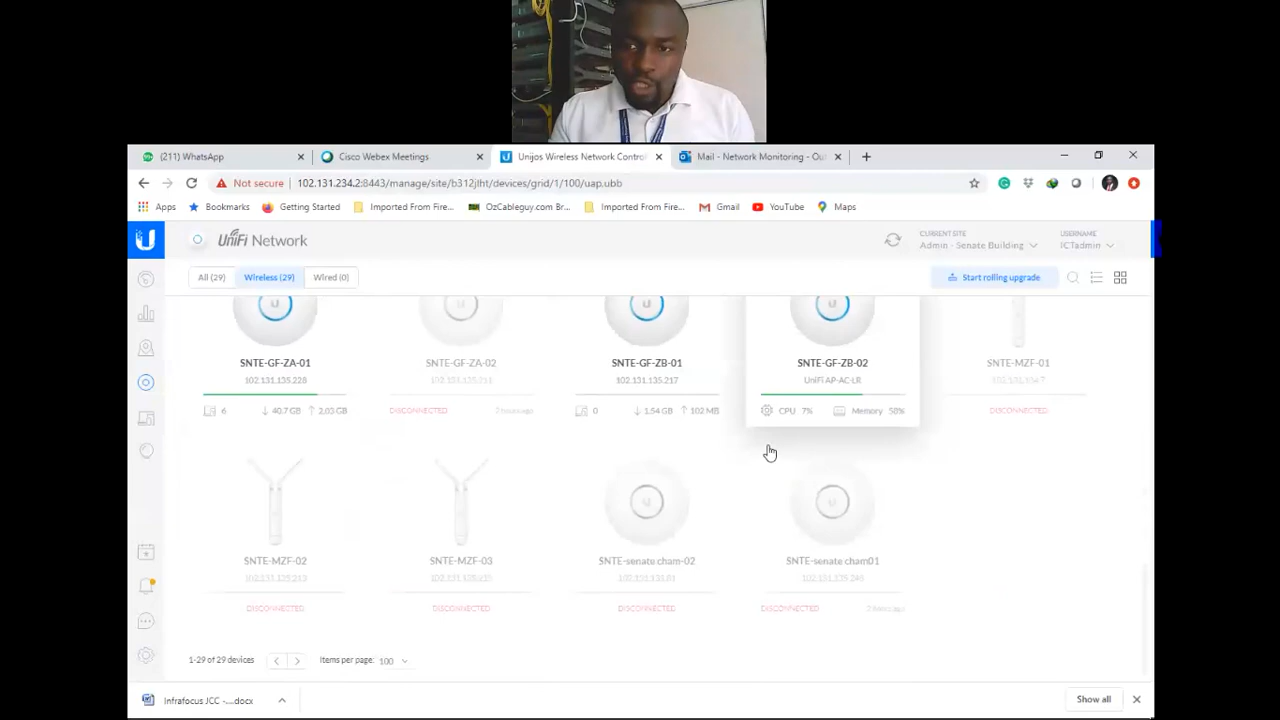 (211) WhatsApp
Cisco Webex Meetings
Unijos Wireless Network Contro
Mail - Network Monitoring - Ou
Not secure
102.131.234.2:8443/manage/site/b312jlht/devices/grid/1/100/uap.ubb
Apps
Bookmarks
Getting Started
Imported From Fire...
OzCableguy.com Br...
Imported From Fire...
Gmail
YouTube
Maps
UniFi Network
CURRENT SITE
Admin - Senate Building
USERNAME
ICTadmin
All (29)
Wireless (29)
Wired (0)
Start rolling upgrade
SNTE-GF-ZA-01
SNTE-GF-ZA-02
SNTE-GF-ZB-01
SNTE-GF-ZB-02
SNTE-MZF-01
102.131.135.228
102.131.135.217
UniFi AP-AC-LR
6
40.7 GB
2.03 GB
DISCONNECTED
2 hours ago
0
1.54 GB
102 MB
CPU 7%
Memory 58%
DISCONNECTED
SNTE-MZF-02
SNTE-MZF-03
SNTE-senate cham-02
SNTE-senate cham01
DISCONNECTED
DISCONNECTED
DISCONNECTED
DISCONNECTED
2 hours ago
1-29 of 29 devices
Items per page: 100
Infrafocus JCC -....docx
Show all